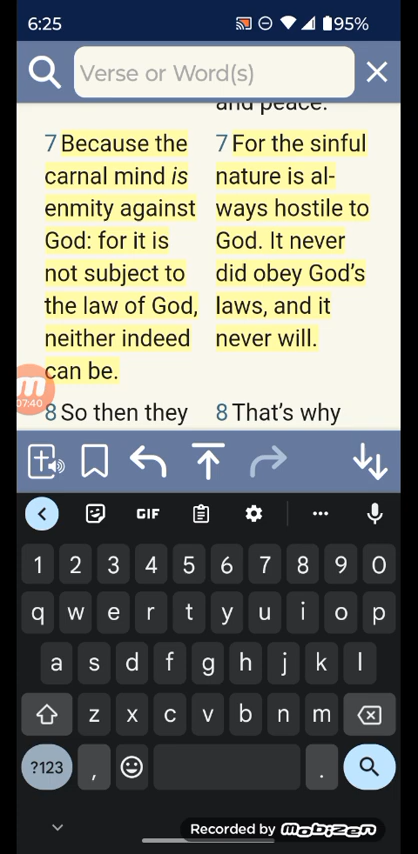 6:25
95%
Verse or Word(s)
and peace.
7 Because the
carnal mind is
enmity against
God: for it is
not subject to
the law of God,
neither indeed
can be.
8 So then they
7 For the sinful
nature is al-
ways hostile to
God. It never
did obey God’s
laws, and it
never will.
8 That’s why
07:40
GIF
1 2 3 4 5 6 7 8 9 0
q w e r t y u i o p
a s d f g h j k l
z x c v b n m
?123 , .
Recorded by mobizen